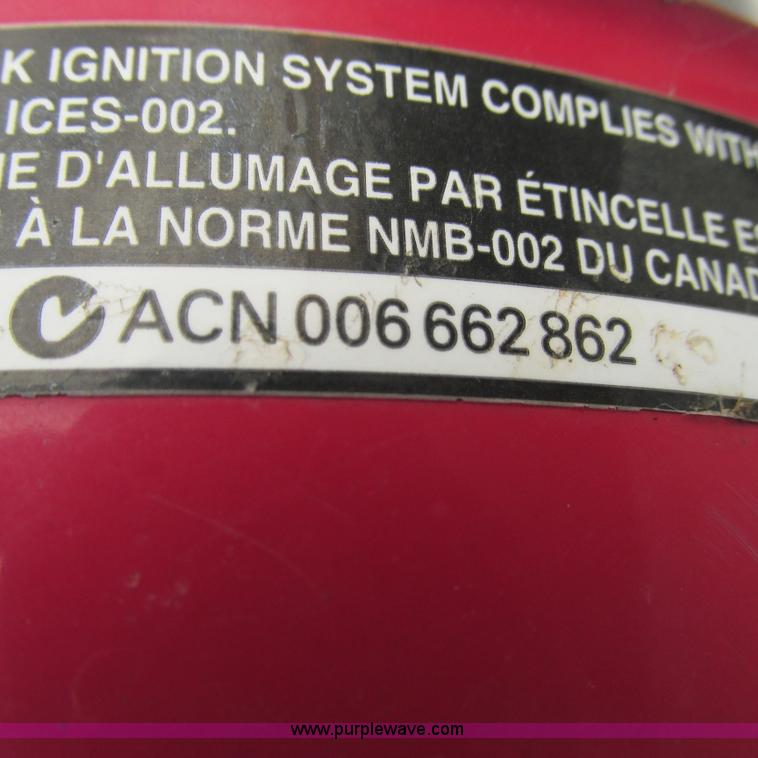 K IGNITION SYSTEM COMPLIES WITH
ICES-002.
E D'ALLUMAGE PAR ÉTINCELLE ES
À LA NORME NMB-002 DU CANAD
ACN 006 662 862
www.purplewave.com